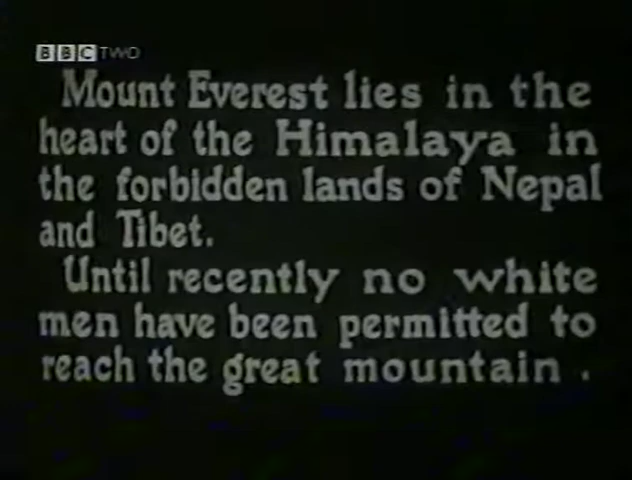 BBC TWO
Mount Everest lies in the
heart of the Himalaya in
the forbidden lands of Nepal
and Tibet.
Until recently no white
men have been permitted to
reach the great mountain .